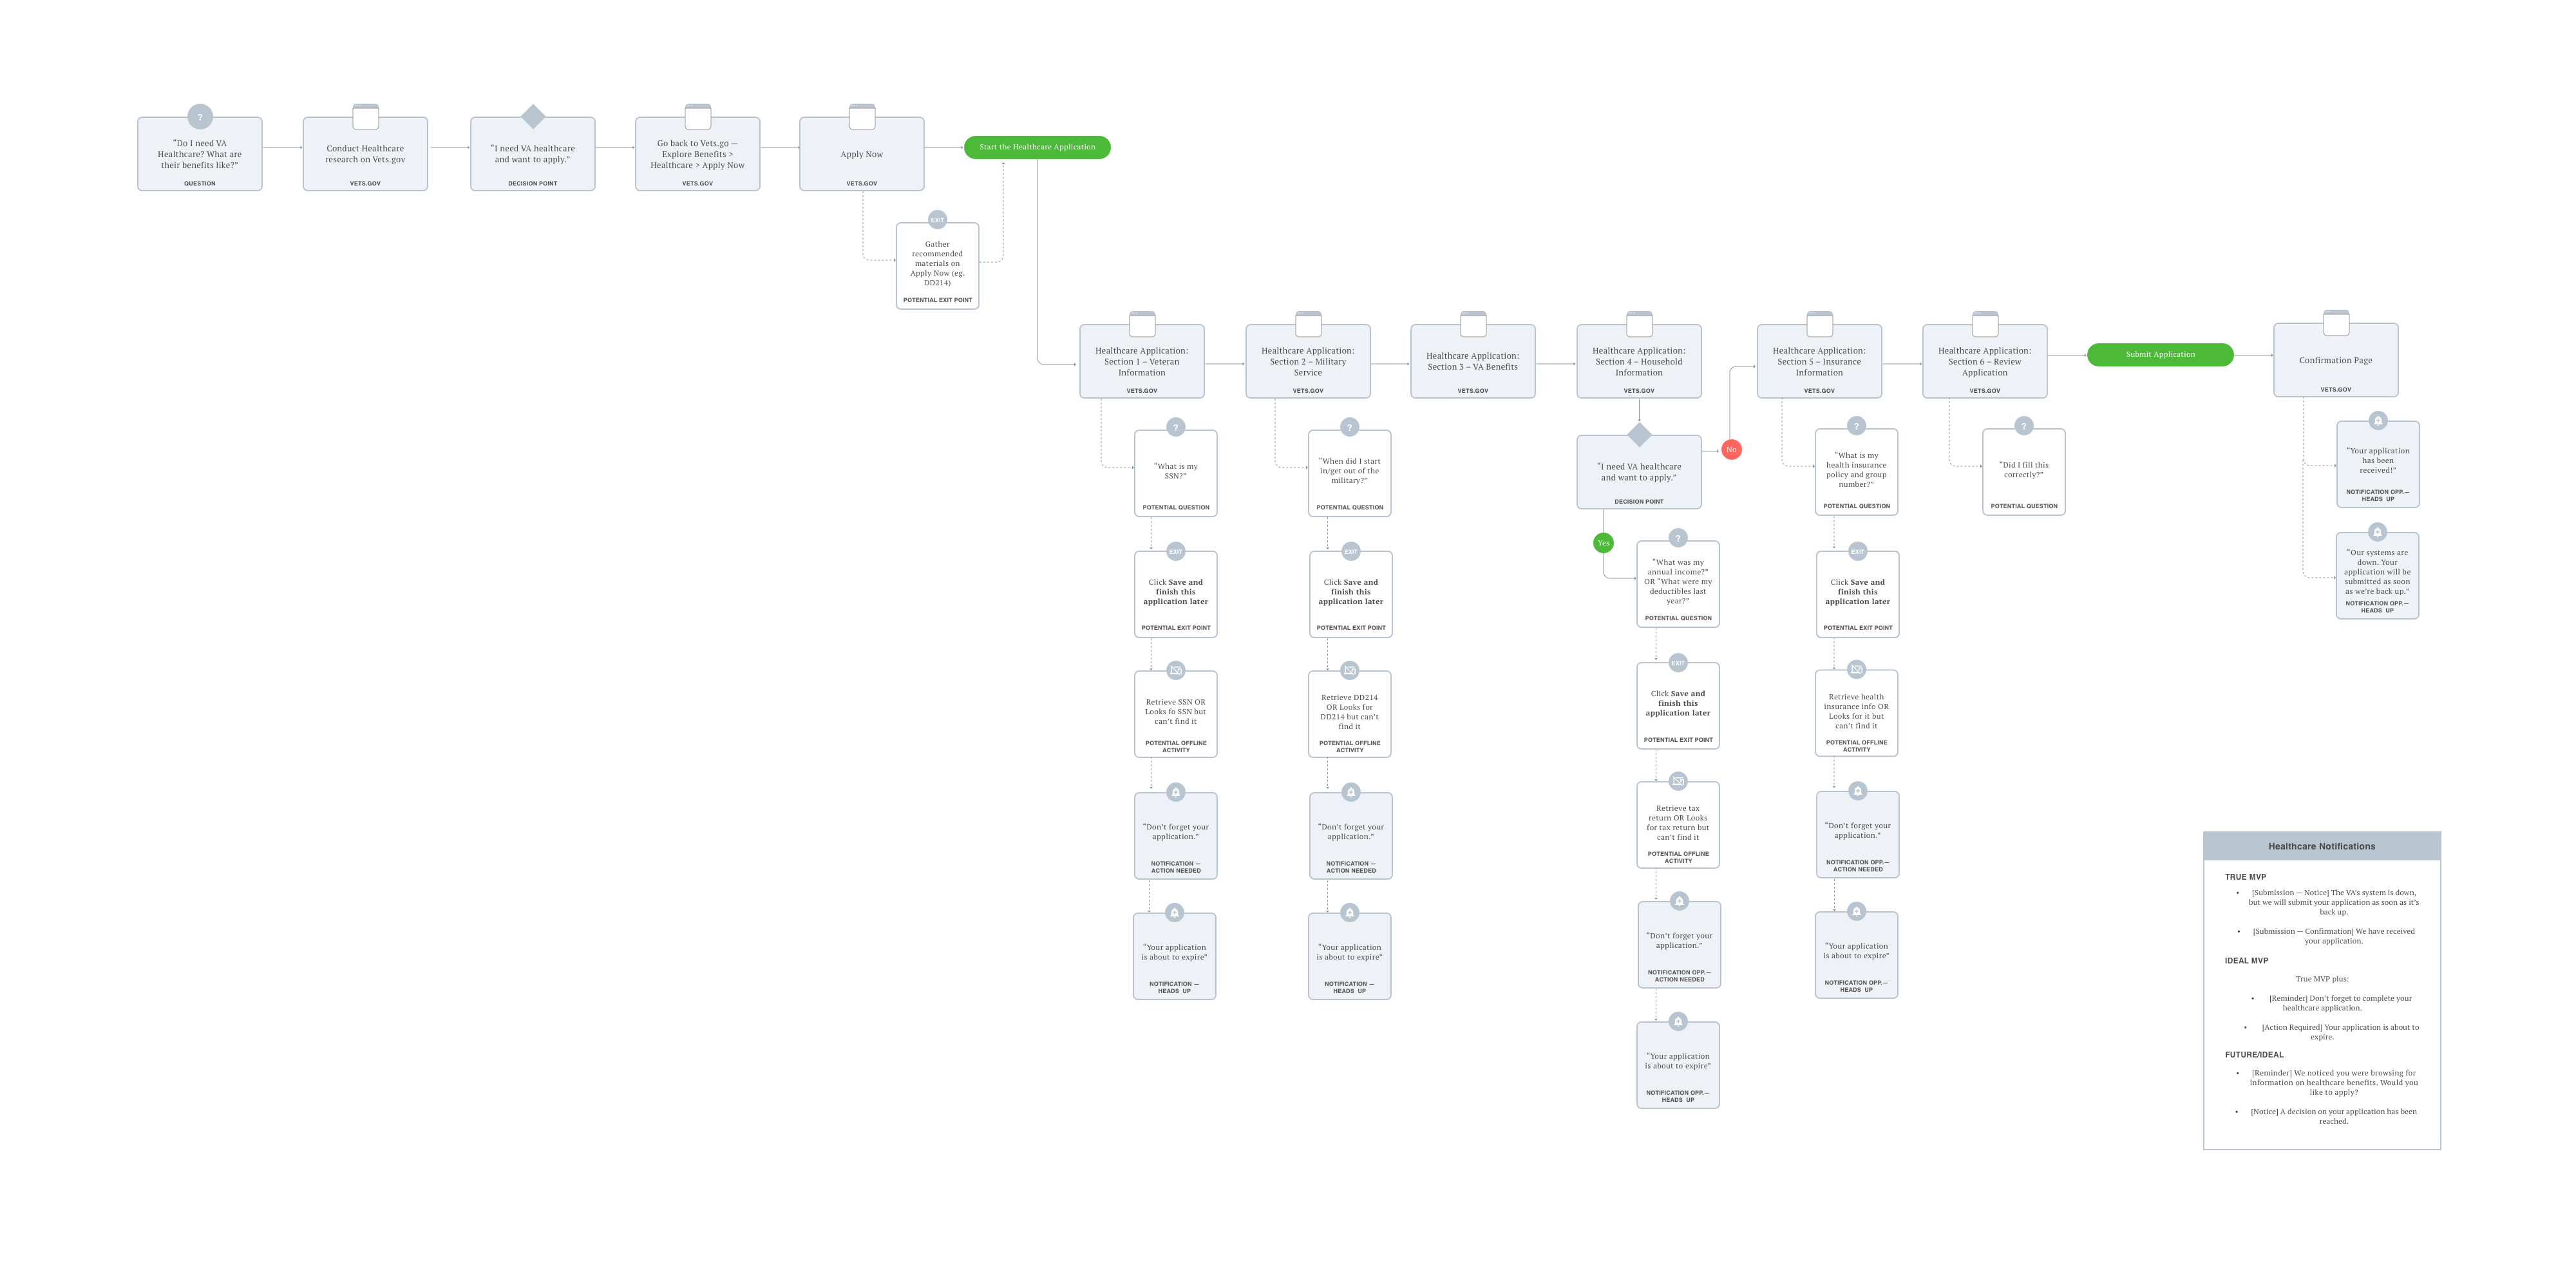 ?
“Do I need VA
Healthcare? What are
their benefits like?”
QUESTION
Conduct Healthcare
research on Vets.gov
VETS.GOV
“I need VA healthcare
and want to apply.”
DECISION POINT
Go back to Vets.go —
Explore Benefits >
Healthcare > Apply Now
VETS.GOV
Apply Now
VETS.GOV
Start the Healthcare Application
EXIT
Gather
recommended
materials on
Apply Now (eg.
DD214)
POTENTIAL EXIT POINT
Healthcare Application:
Section 1 – Veteran
Information
VETS.GOV
Healthcare Application:
Section 2 – Military
Service
VETS.GOV
Healthcare Application:
Section 3 – VA Benefits
VETS.GOV
Healthcare Application:
Section 4 – Household
Information
VETS.GOV
Healthcare Application:
Section 5 – Insurance
Information
VETS.GOV
Healthcare Application:
Section 6 – Review
Application
VETS.GOV
Submit Application
Confirmation Page
VETS.GOV
?
“What is my
SSN?”
POTENTIAL QUESTION
EXIT
Click Save and
finish this
application later
POTENTIAL EXIT POINT
Retrieve SSN OR
Looks fo SSN but
can’t find it
POTENTIAL OFFLINE
ACTIVITY
“Don’t forget your
application.”
NOTIFICATION —
ACTION NEEDED
“Your application
is about to expire”
NOTIFICATION —
HEADS UP
?
“When did I start
in/get out of the
military?”
POTENTIAL QUESTION
EXIT
Click Save and
finish this
application later
POTENTIAL EXIT POINT
Retrieve DD214
OR Looks for
DD214 but can’t
find it
POTENTIAL OFFLINE
ACTIVITY
“Don’t forget your
application.”
NOTIFICATION —
ACTION NEEDED
“Your application
is about to expire”
NOTIFICATION —
HEADS UP
“I need VA healthcare
and want to apply.”
DECISION POINT
No
Yes
?
“What was my
annual income?”
OR “What were my
deductibles last
year?”
POTENTIAL QUESTION
EXIT
Click Save and
finish this
application later
POTENTIAL EXIT POINT
Retrieve tax
return OR Looks
for tax return but
can’t find it
POTENTIAL OFFLINE
ACTIVITY
“Don’t forget your
application.”
NOTIFICATION OPP.—
ACTION NEEDED
“Your application
is about to expire”
NOTIFICATION OPP.—
HEADS UP
?
“What is my
health insurance
policy and group
number?”
POTENTIAL QUESTION
EXIT
Click Save and
finish this
application later
POTENTIAL EXIT POINT
Retrieve health
insurance info OR
Looks for it but
can’t find it
POTENTIAL OFFLINE
ACTIVITY
“Don’t forget your
application.”
NOTIFICATION OPP.—
ACTION NEEDED
“Your application
is about to expire”
NOTIFICATION OPP.—
HEADS UP
?
“Did I fill this
correctly?”
POTENTIAL QUESTION
“Your application
has been
received!”
NOTIFICATION OPP.—
HEADS UP
“Our systems are
down. Your
application will be
submitted as soon
as we’re back up.”
NOTIFICATION OPP.—
HEADS UP
Healthcare Notifications
TRUE MVP
• [Submission — Notice] The VA’s system is down,
but we will submit your application as soon as it’s
back up.
• [Submission — Confirmation] We have received
your application.
IDEAL MVP
True MVP plus:
• [Reminder] Don’t forget to complete your
healthcare application.
• [Action Required] Your application is about to
expire.
FUTURE/IDEAL
• [Reminder] We noticed you were browsing for
information on healthcare benefits. Would you
like to apply?
• [Notice] A decision on your application has been
reached.